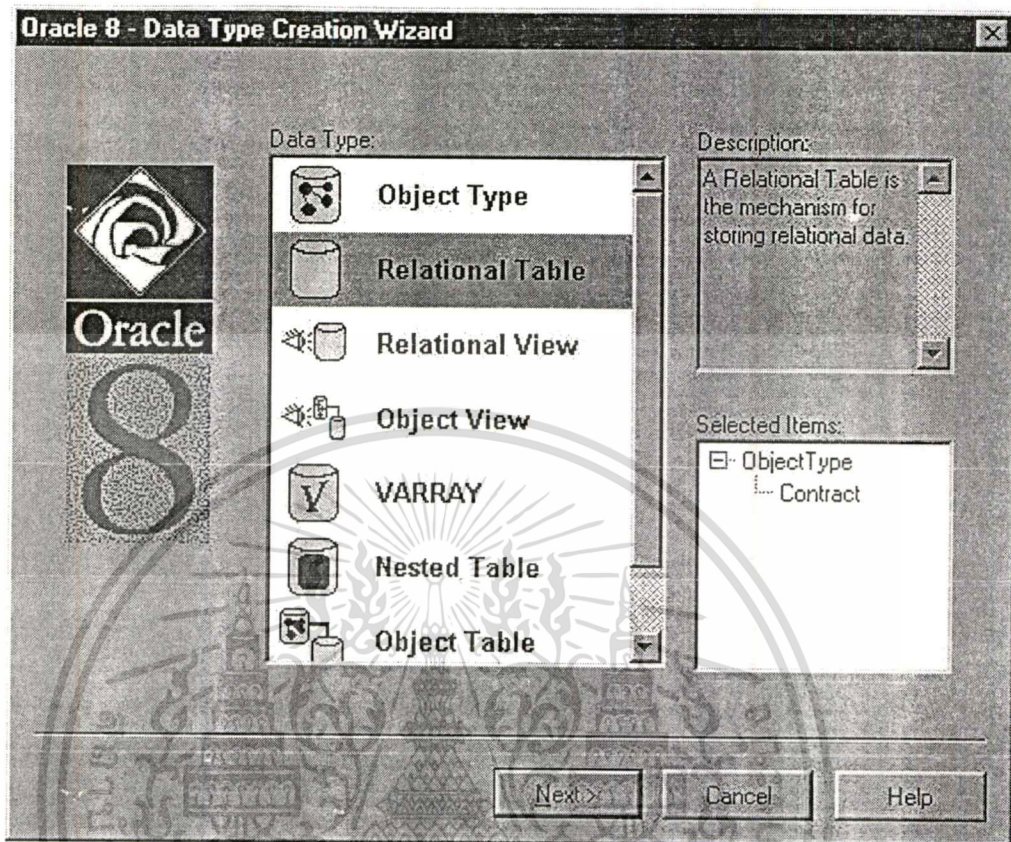 Oracle 8 - Data Type Creation Wizard
Data Type:
Object Type
Relational Table
Relational View
Object View
V
VARRAY
Nested Table
Object Table
Description:
A Relational Table is
the mechanism for
storing relational data.
Selected Items:
ObjectType
Contract
Oracle
8
Next >
Cancel
Help